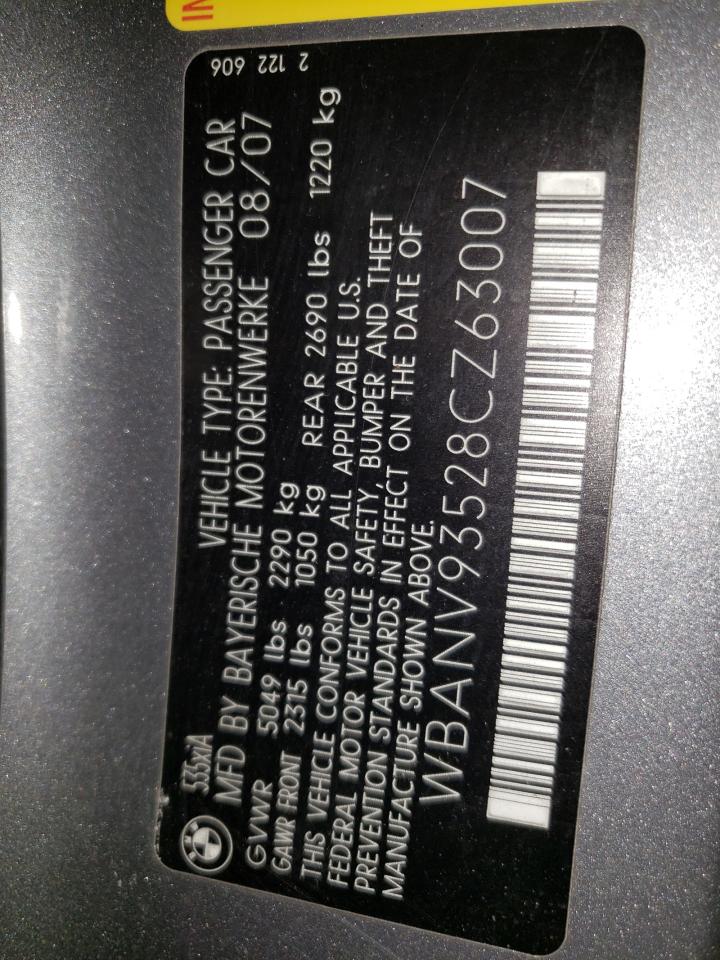 IN
535xiA
VEHICLE TYPE: PASSENGER CAR
MFD BY BAYERISCHE MOTORENWERKE 08/07
GVWR 5049 lbs 2290 kg
GAWR FRONT 2315 lbs 1050 kg REAR 2690 lbs 1220 kg
THIS VEHICLE CONFORMS TO ALL APPLICABLE U.S.
FEDERAL MOTOR VEHICLE SAFETY, BUMPER AND THEFT
PREVENTION STANDARDS IN EFFECT ON THE DATE OF
MANUFACTURE SHOWN ABOVE.
WBANV93528CZ63007
2 122 606